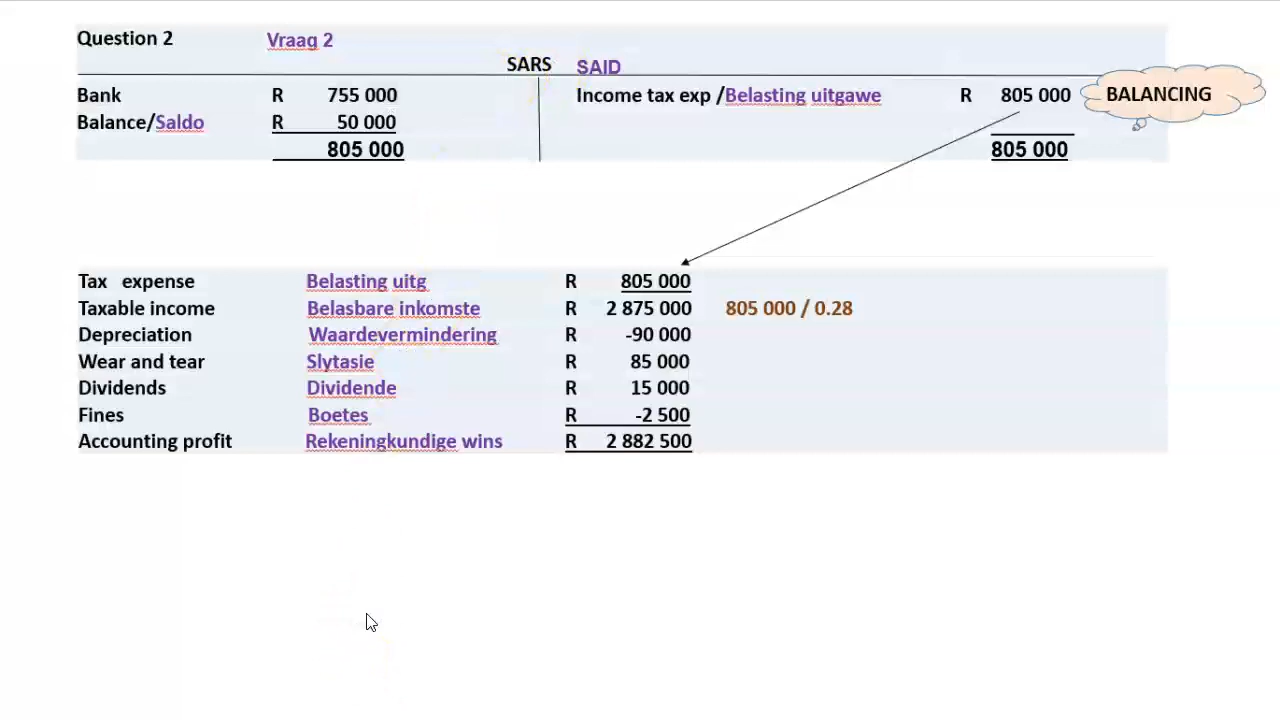 Question 2 Vraag 2
SARS SAID
Bank R 755 000 Income tax exp /Belasting uitgawe R 805 000 BALANCING
Balance/Saldo R 50 000
805 000 805 000
Tax expense Belasting uitg R 805 000
Taxable income Belasbare inkomste R 2 875 000 805 000 / 0.28
Depreciation Waardevermindering R -90 000
Wear and tear Slytasie R 85 000
Dividends Dividende R 15 000
Fines Boetes R -2 500
Accounting profit Rekeningkundige wins R 2 882 500